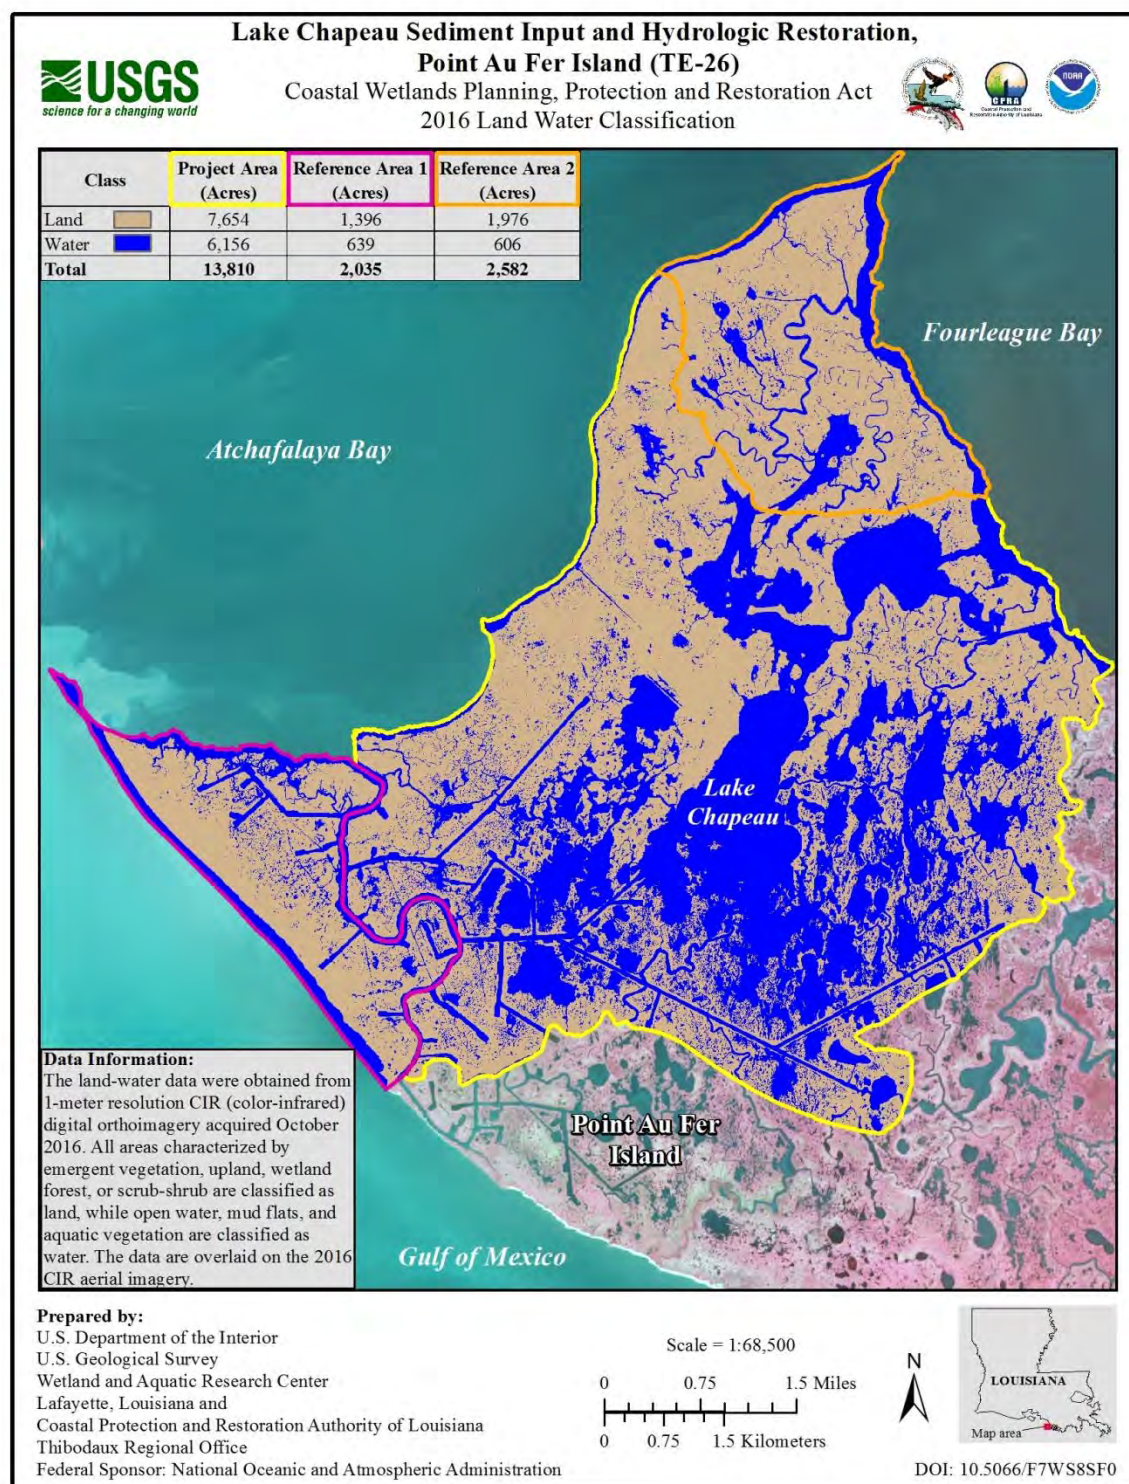 Lake Chapeau Sediment Input and Hydrologic Restoration,
Point Au Fer Island (TE-26)
Coastal Wetlands Planning, Protection and Restoration Act
2016 Land Water Classification
USGS
science for a changing world
CPRA
Coastal Protection and
Restoration Authority of Louisiana
NOAA
Class Project Area (Acres) Reference Area 1 (Acres) Reference Area 2 (Acres)
Land 7,654 1,396 1,976
Water 6,156 639 606
Total 13,810 2,035 2,582
Fourleague Bay
Atchafalaya Bay
Lake
Chapeau
Point Au Fer
Island
Gulf of Mexico
Data Information:
The land-water data were obtained from
1-meter resolution CIR (color-infrared)
digital orthoimagery acquired October
2016. All areas characterized by
emergent vegetation, upland, wetland
forest, or scrub-shrub are classified as
land, while open water, mud flats, and
aquatic vegetation are classified as
water. The data are overlaid on the 2016
CIR aerial imagery.
Prepared by:
U.S. Department of the Interior
U.S. Geological Survey
Wetland and Aquatic Research Center
Lafayette, Louisiana and
Coastal Protection and Restoration Authority of Louisiana
Thibodaux Regional Office
Federal Sponsor: National Oceanic and Atmospheric Administration
Scale = 1:68,500
0 0.75 1.5 Miles
0 0.75 1.5 Kilometers
N
LOUISIANA
Map area
DOI: 10.5066/F7WS8SF0